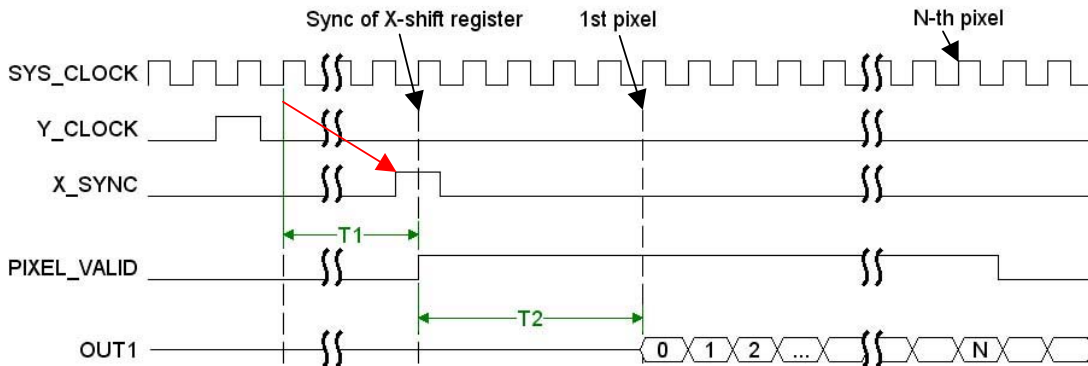 Sync of X-shift register 1st pixel N-th pixel
SYS_CLOCK
Y_CLOCK
X_SYNC
T1
PIXEL_VALID
T2
OUT1 0 1 2 ... N